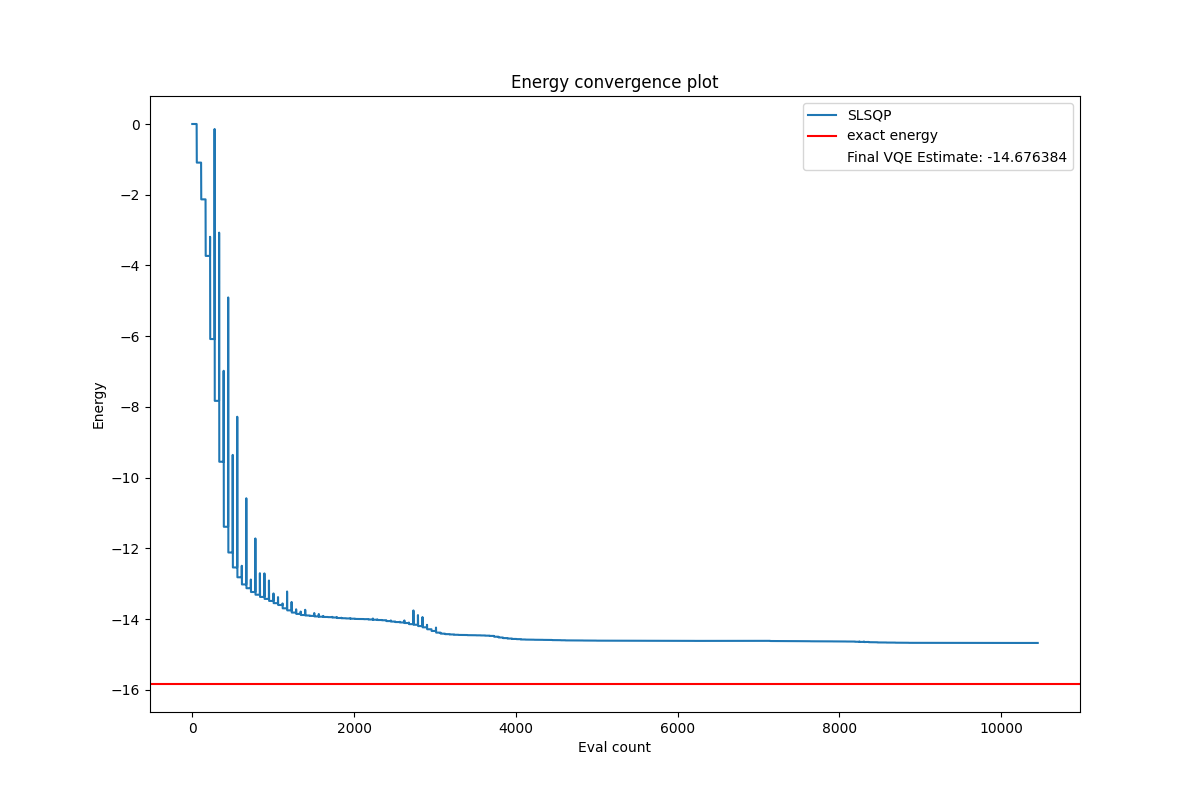 Energy convergence plot
SLSQP
exact energy
Final VQE Estimate: -14.676384
0
−2
−4
−6
−8
−10
−12
−14
−16
Energy
0 2000 4000 6000 8000 10000
Eval count